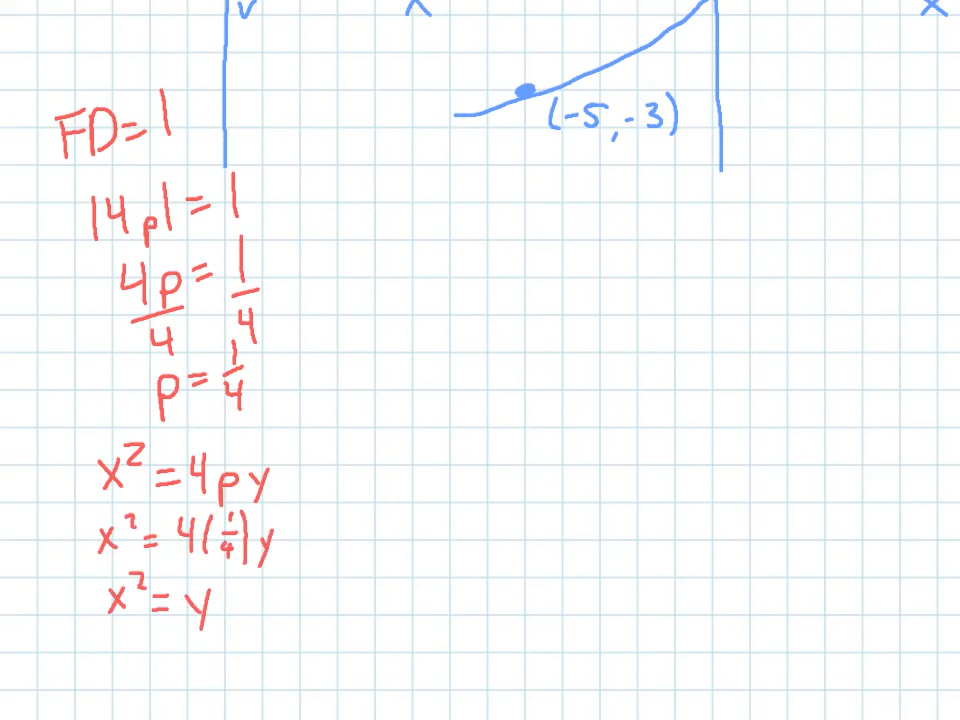 (-5, -3)
FD = 1
|4p| = 1
4p/4 = 1/4
p = 1/4
x² = 4py
x² = 4(1/4)y
x² = y